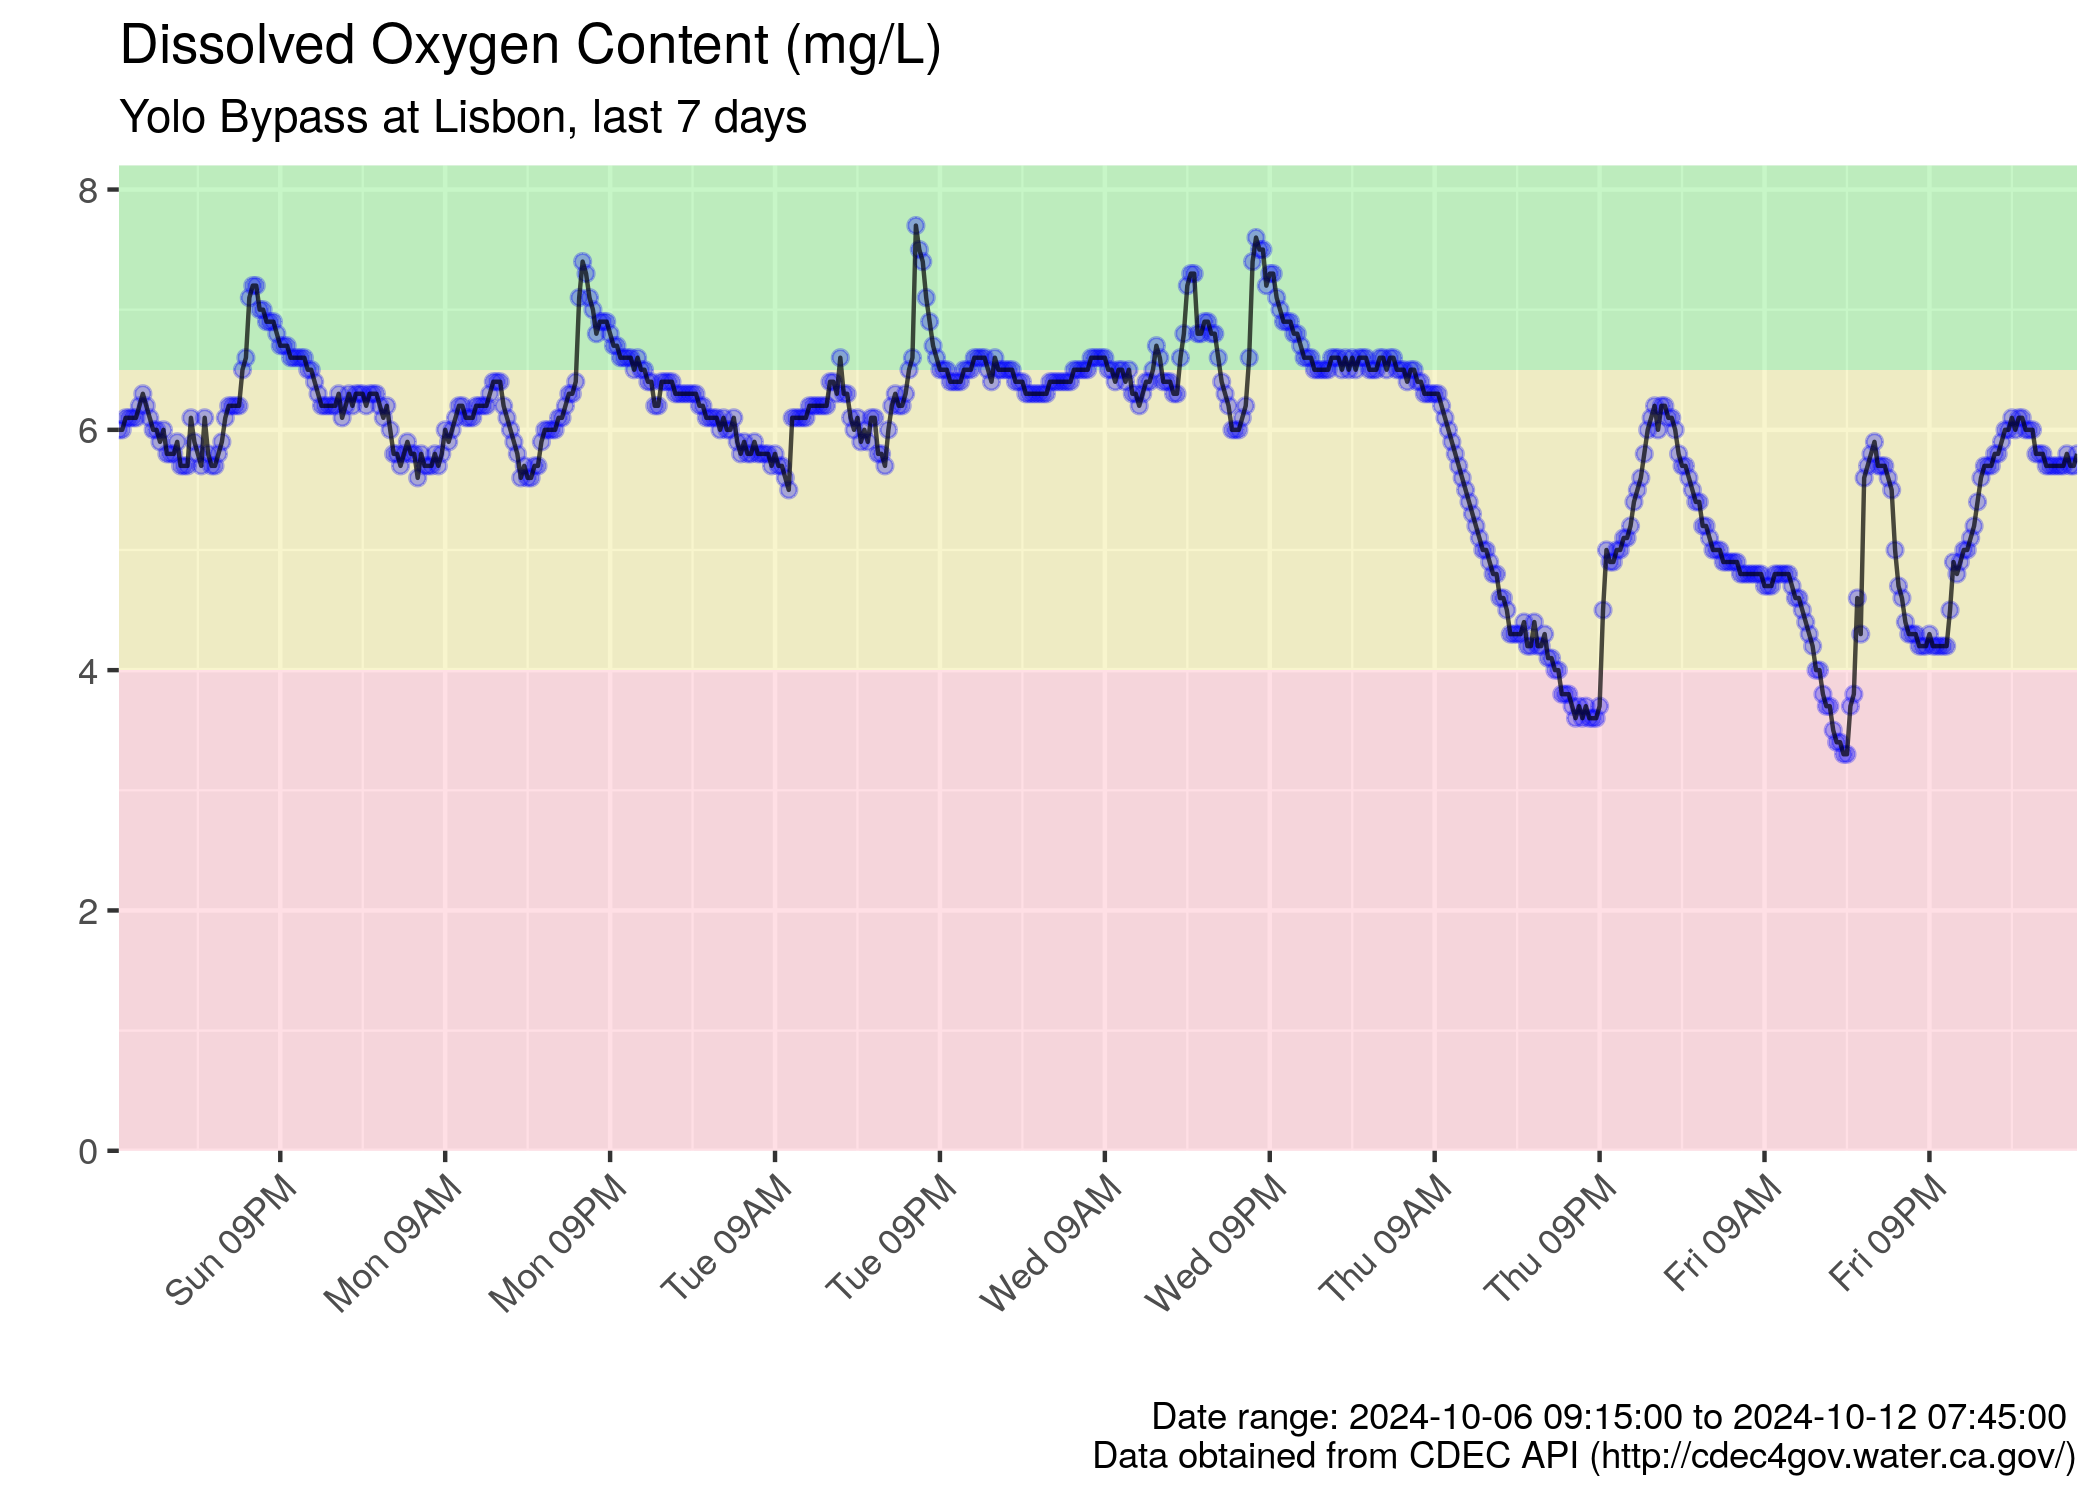 Dissolved Oxygen Content (mg/L)
Yolo Bypass at Lisbon, last 7 days
8
6
4
2
0
Sun 09PM
Mon 09AM
Mon 09PM
Tue 09AM
Tue 09PM
Wed 09AM
Wed 09PM
Thu 09AM
Thu 09PM
Fri 09AM
Fri 09PM
Date range: 2024-10-06 09:15:00 to 2024-10-12 07:45:00
Data obtained from CDEC API (http://cdec4gov.water.ca.gov/)